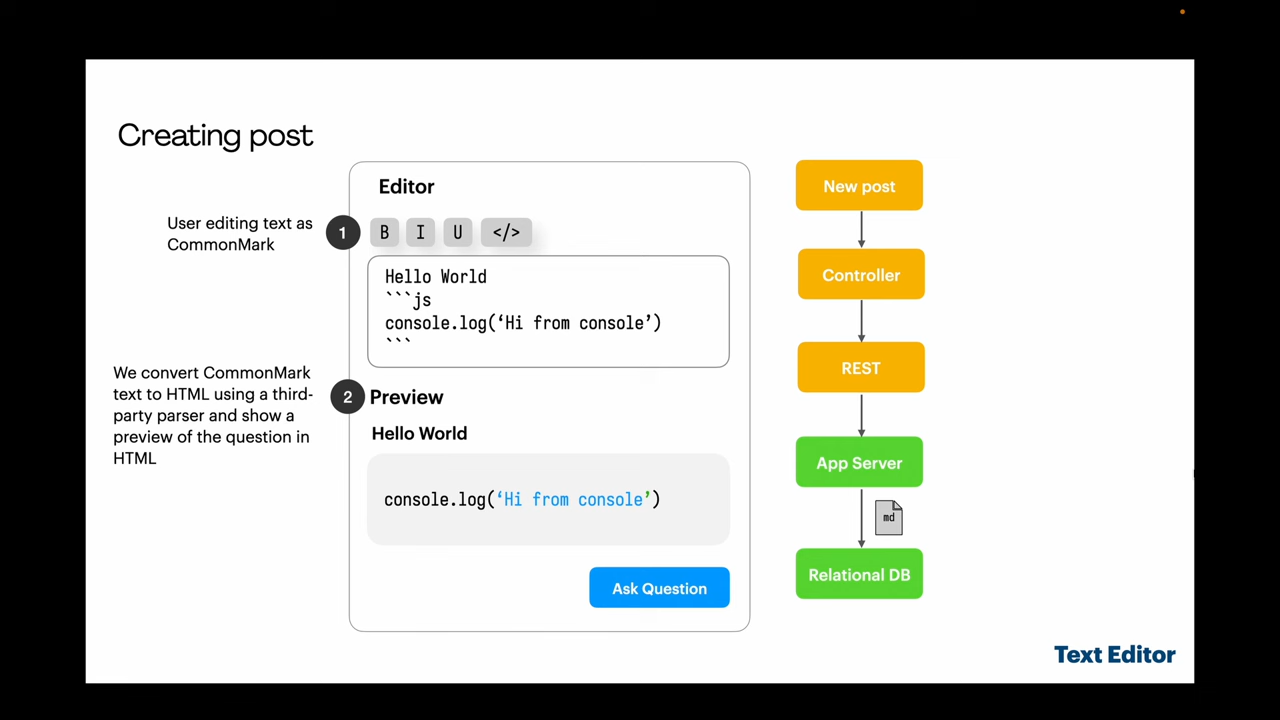 Creating post
User editing text as
CommonMark
1
Editor
B I U </>
Hello World
```js
console.log(‘Hi from console’)
```
We convert CommonMark
text to HTML using a third-
party parser and show a
preview of the question in
HTML
2
Preview
Hello World
console.log(‘Hi from console’)
Ask Question
New post
Controller
REST
App Server
md
Relational DB
Text Editor